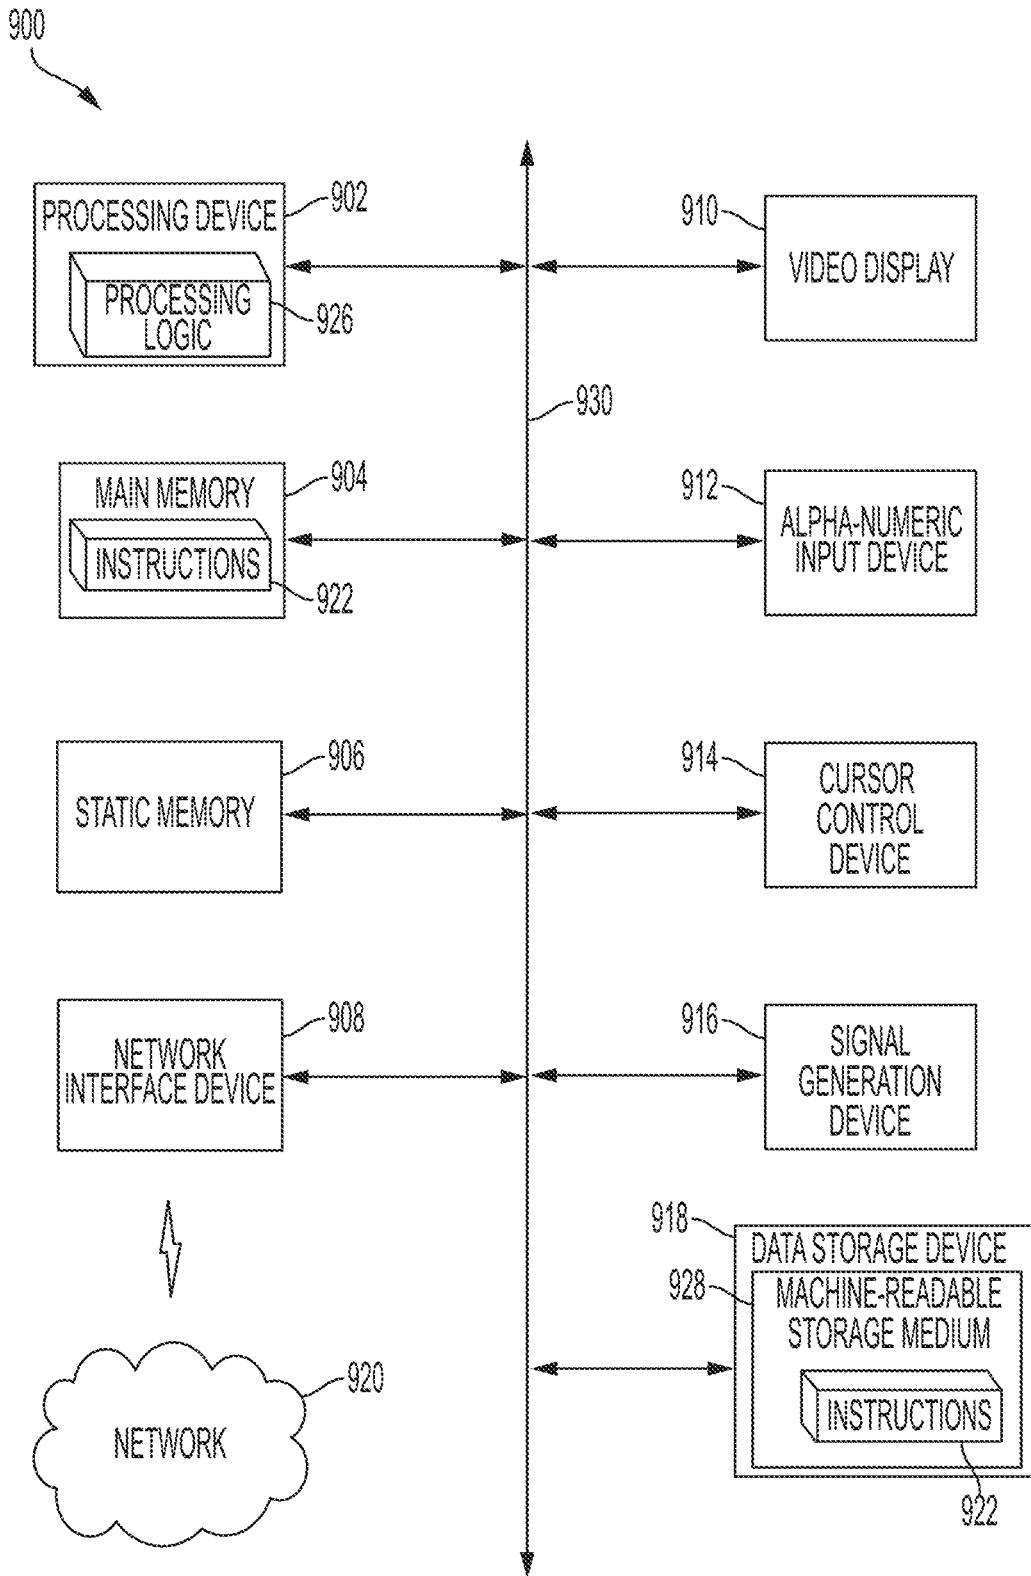 900
PROCESSING DEVICE
902
PROCESSING
LOGIC
926
910
VIDEO DISPLAY
930
MAIN MEMORY
904
INSTRUCTIONS
922
912
ALPHA-NUMERIC
INPUT DEVICE
STATIC MEMORY
906
914
CURSOR
CONTROL
DEVICE
NETWORK
INTERFACE DEVICE
908
916
SIGNAL
GENERATION
DEVICE
918
DATA STORAGE DEVICE
928
MACHINE-READABLE
STORAGE MEDIUM
INSTRUCTIONS
922
NETWORK
920